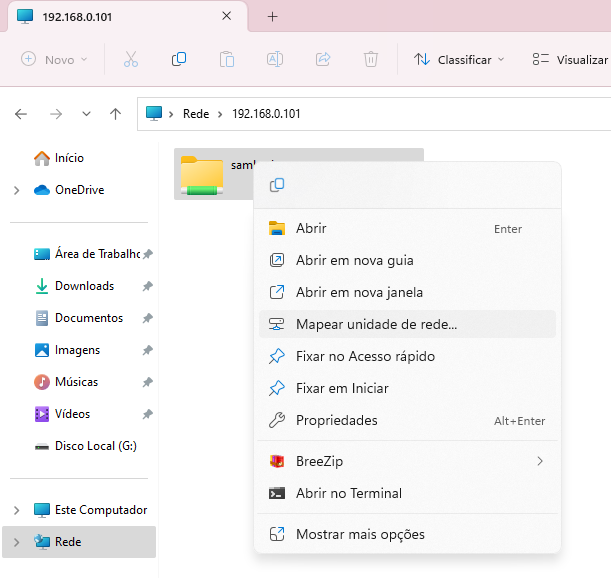 192.168.0.101
Novo
Classificar
Visualizar
Rede
192.168.0.101
Início
OneDrive
Área de Trabalho
Downloads
Documentos
Imagens
Músicas
Vídeos
Disco Local (G:)
Este Computador
Rede
Abrir Enter
Abrir em nova guia
Abrir em nova janela
Mapear unidade de rede...
Fixar no Acesso rápido
Fixar em Iniciar
Propriedades Alt+Enter
BreeZip
Abrir no Terminal
Mostrar mais opções